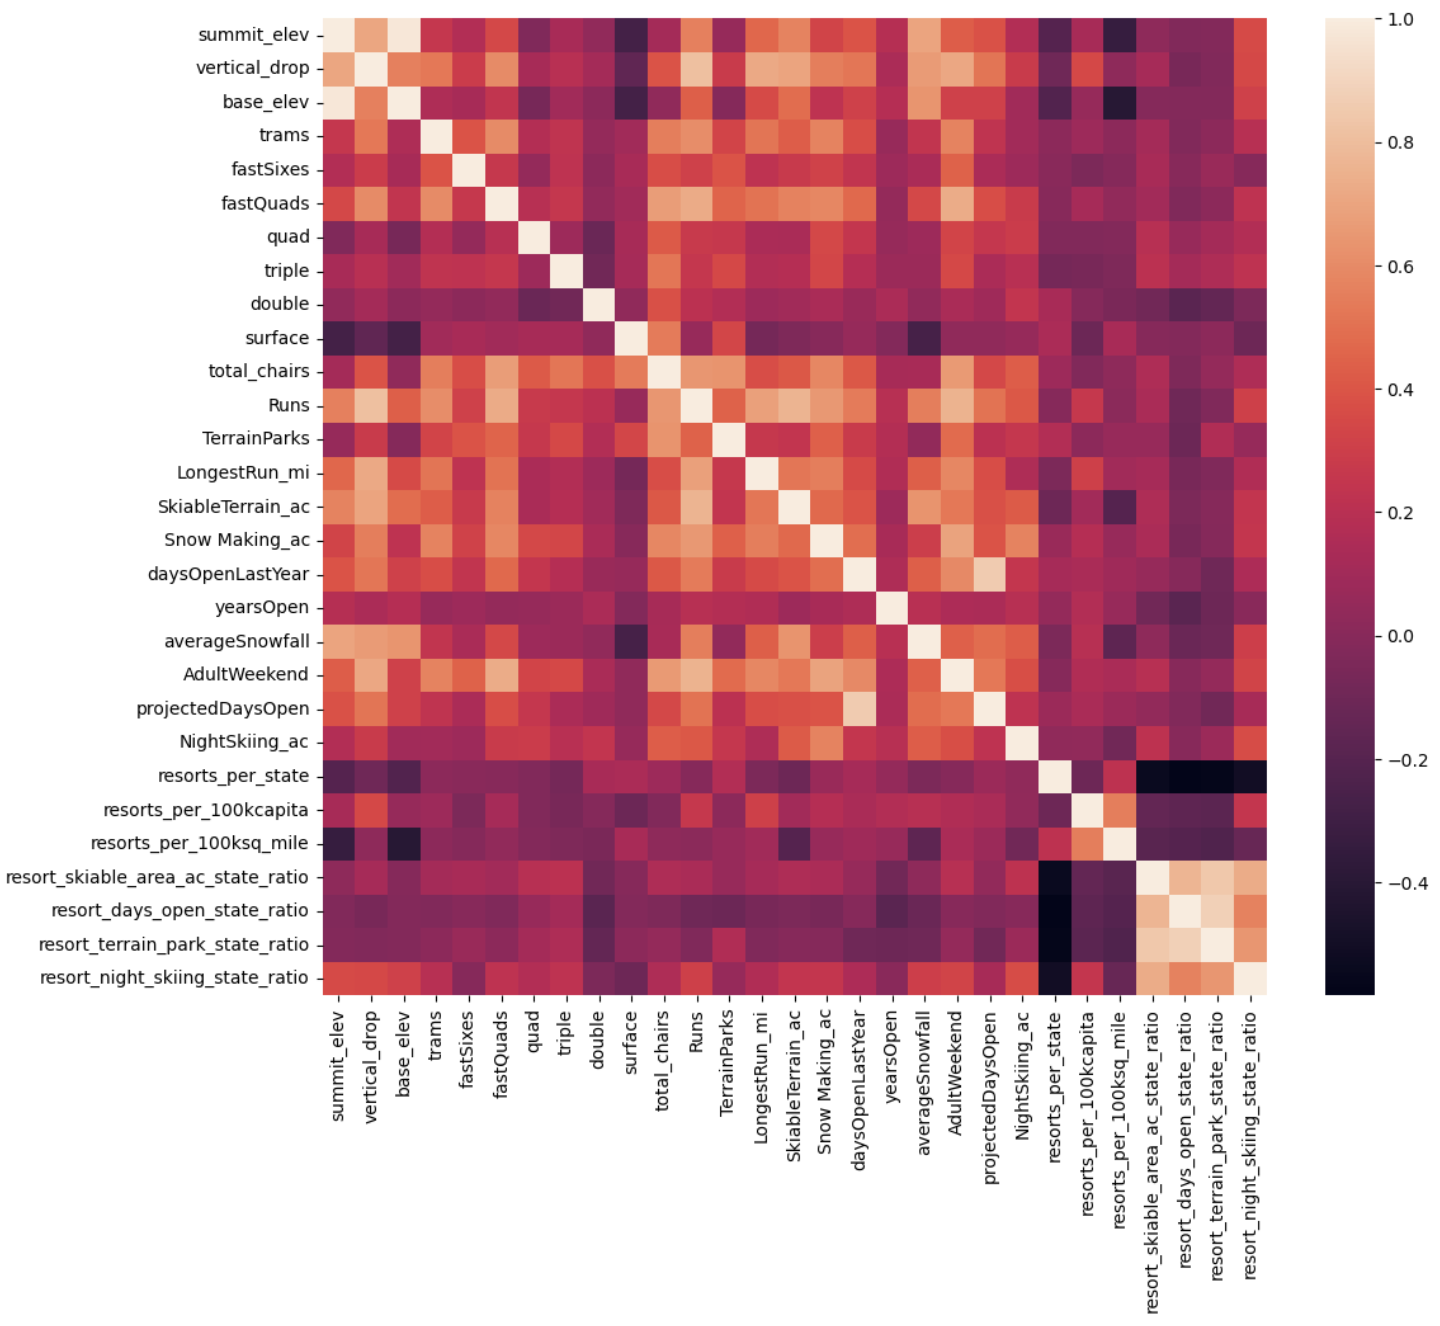 summit_elev
vertical_drop
base_elev
trams
fastSixes
fastQuads
quad
triple
double
surface
total_chairs
Runs
TerrainParks
LongestRun_mi
SkiableTerrain_ac
Snow Making_ac
daysOpenLastYear
yearsOpen
averageSnowfall
AdultWeekend
projectedDaysOpen
NightSkiing_ac
resorts_per_state
resorts_per_100kcapita
resorts_per_100ksq_mile
resort_skiable_area_ac_state_ratio
resort_days_open_state_ratio
resort_terrain_park_state_ratio
resort_night_skiing_state_ratio
summit_elev
vertical_drop
base_elev
trams
fastSixes
fastQuads
quad
triple
double
surface
total_chairs
Runs
TerrainParks
LongestRun_mi
SkiableTerrain_ac
Snow Making_ac
daysOpenLastYear
yearsOpen
averageSnowfall
AdultWeekend
projectedDaysOpen
NightSkiing_ac
resorts_per_state
resorts_per_100kcapita
resorts_per_100ksq_mile
resort_skiable_area_ac_state_ratio
resort_days_open_state_ratio
resort_terrain_park_state_ratio
resort_night_skiing_state_ratio
1.0
0.8
0.6
0.4
0.2
0.0
−0.2
−0.4